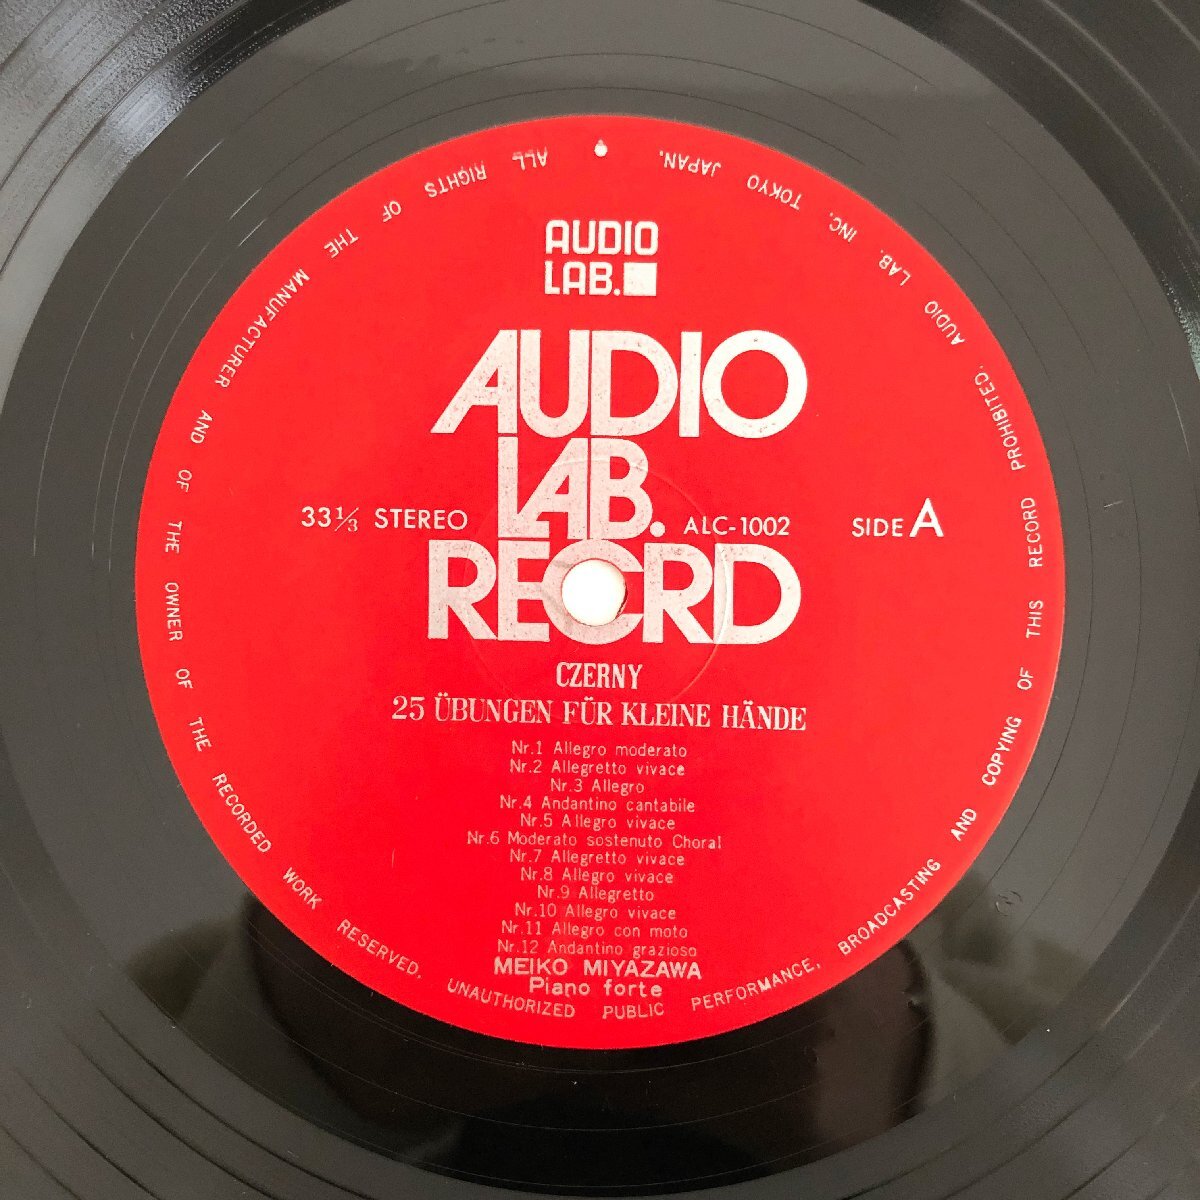 AUDIO
LAB.
AUDIO
LAB.
RECRD
33⅓ STEREO
ALC-1002
SIDE A
CZERNY
25 ÜBUNGEN FÜR KLEINE HÄNDE
Nr.1 Allegro moderato
Nr.2 Allegretto vivace
Nr.3 Allegro
Nr.4 Andantino cantabile
Nr.5 Allegro vivace
Nr.6 Moderato sostenuto Choral
Nr.7 Allegretto vivace
Nr.8 Allegro vivace
Nr.9 Allegretto
Nr.10 Allegro vivace
Nr.11 Allegro con moto
Nr.12 Andantino grazioso
MEIKO MIYAZAWA
Piano forte
ALL RIGHTS OF THE MANUFACTURER AND OF THE OWNER OF THE RECORDED WORK RESERVED, UNAUTHORIZED PUBLIC PERFORMANCE, BROADCASTING AND COPYING OF THIS RECORD PROHIBITED. AUDIO LAB. INC. TOKYO JAPAN.